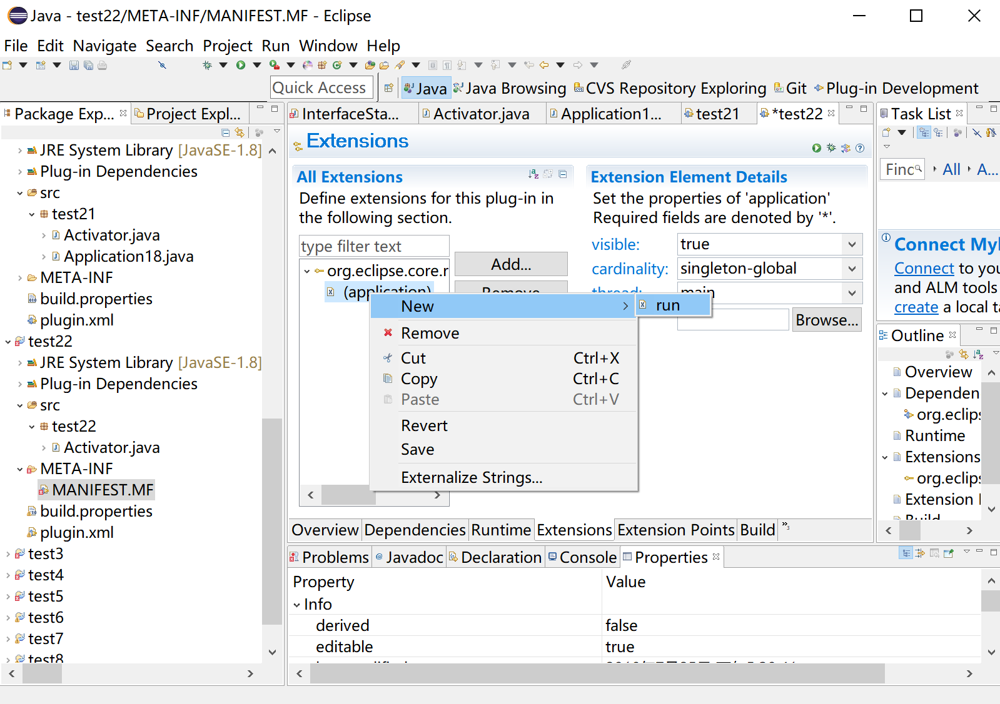 Java - test22/META-INF/MANIFEST.MF - Eclipse
File Edit Navigate Search Project Run Window Help
Quick Access Java Java Browsing CVS Repository Exploring Git Plug-in Development
Package Exp... Project Expl...
JRE System Library [JavaSE-1.8]
Plug-in Dependencies
src
test21
Activator.java
Application18.java
META-INF
build.properties
plugin.xml
test22
JRE System Library [JavaSE-1.8]
Plug-in Dependencies
src
test22
Activator.java
META-INF
MANIFEST.MF
build.properties
plugin.xml
test3
test4
test5
test6
test7
test8
InterfaceSta... Activator.java Application1... test21 *test22
Extensions
All Extensions
Define extensions for this plug-in in
the following section.
type filter text
org.eclipse.core.r
(application)
Add...
Remove
Extension Element Details
Set the properties of 'application'
Required fields are denoted by '*'.
visible: true
cardinality: singleton-global
thread: main
Browse...
New
run
Remove
Cut Ctrl+X
Copy Ctrl+C
Paste Ctrl+V
Revert
Save
Externalize Strings...
Overview Dependencies Runtime Extensions Extension Points Build »3
Problems @ Javadoc Declaration Console Properties
Property Value
Info
derived false
editable true
Task List
Find All A...
Connect Myl
Connect to you
and ALM tools
create a local ta
Outline
Overview
Dependen
org.eclips
Runtime
Extensions
org.eclips
Extension
Build